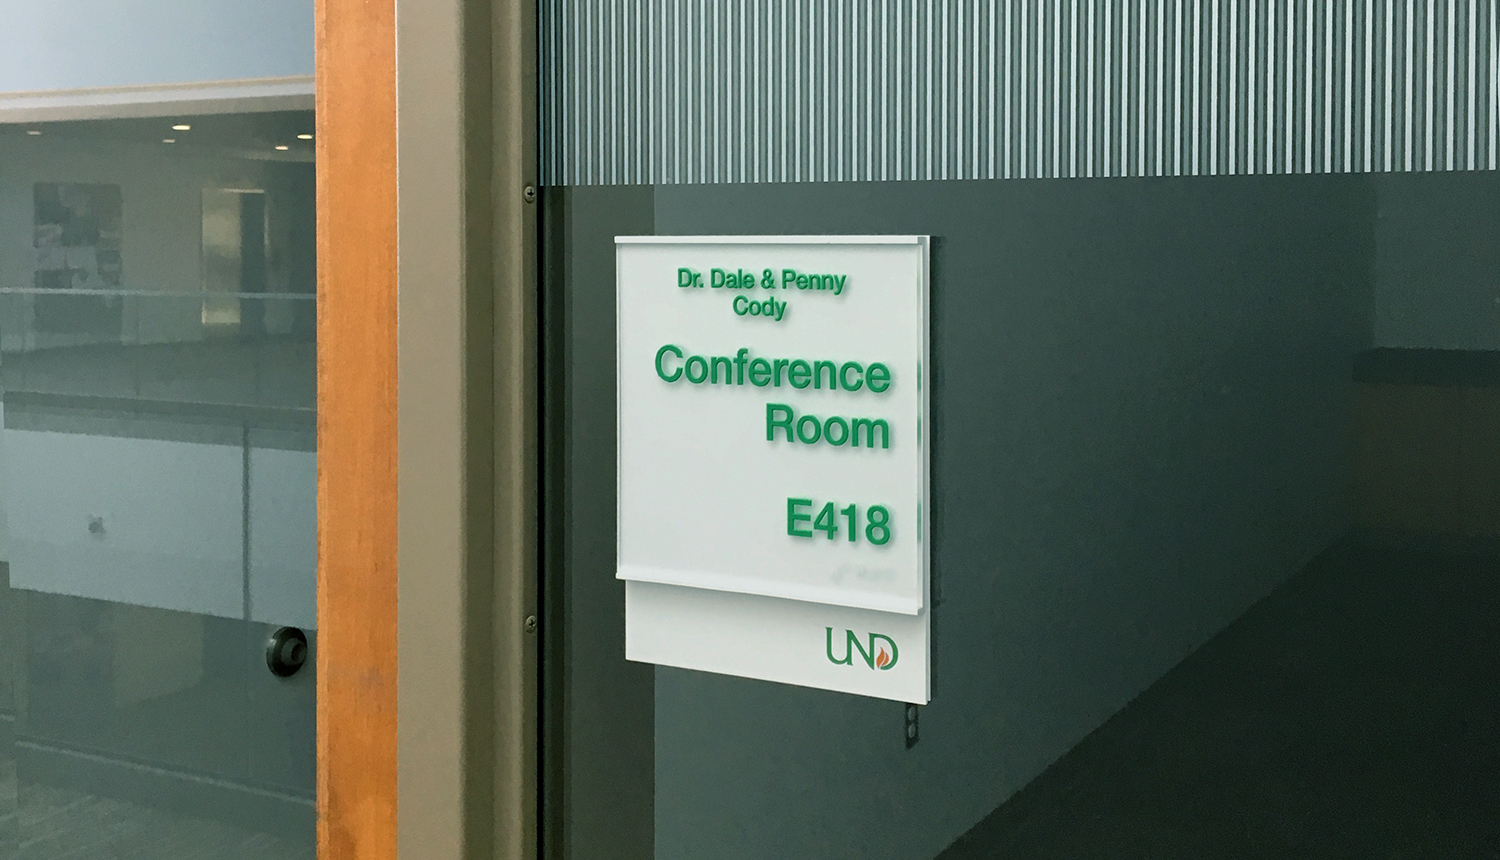 Dr. Dale & Penny
Cody
Conference
Room
E418
UND